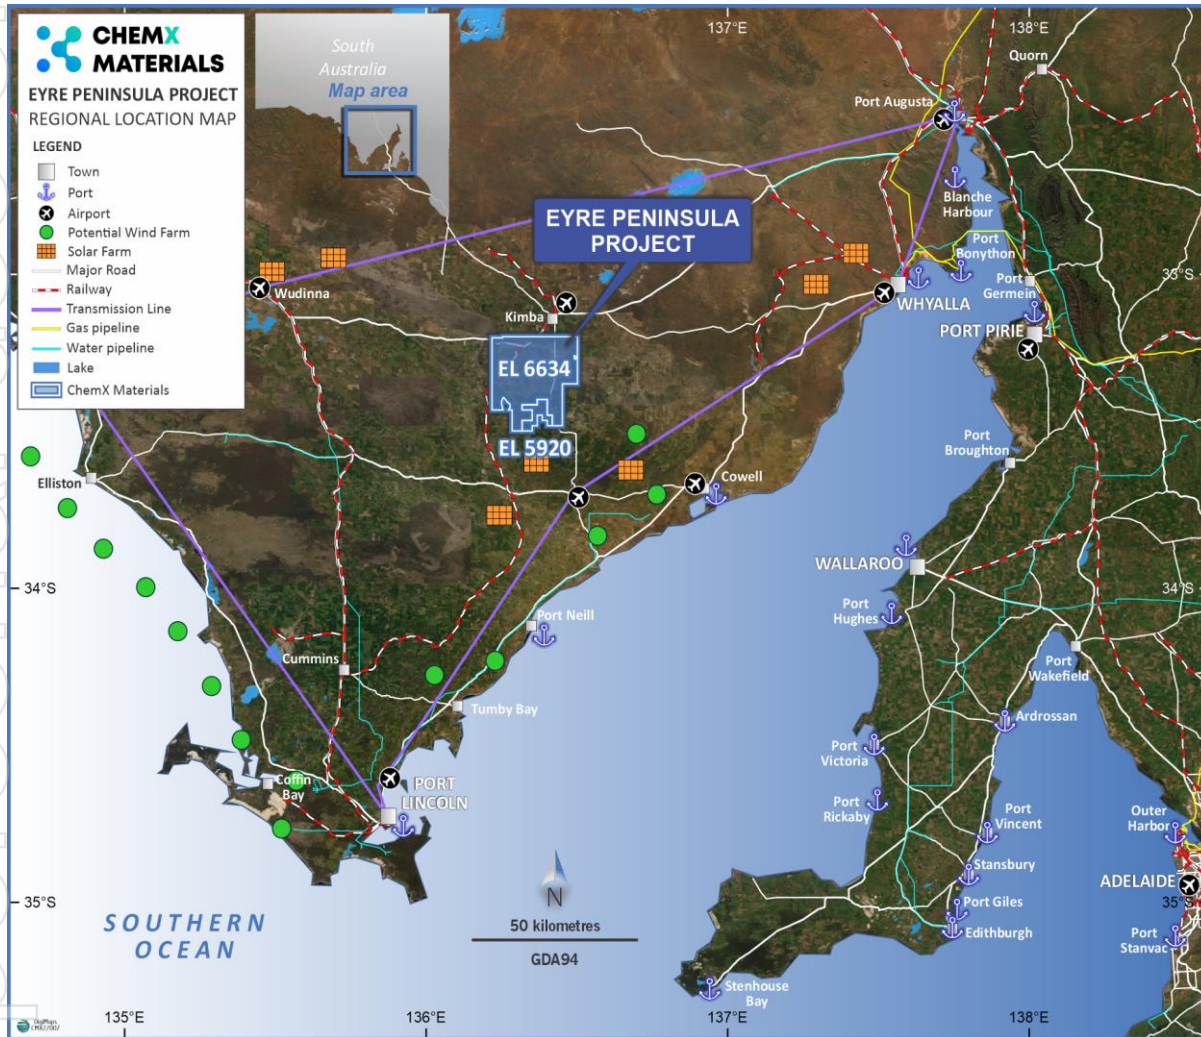 CHEMX
MATERIALS
EYRE PENINSULA PROJECT
REGIONAL LOCATION MAP
LEGEND
Town
Port
Airport
Potential Wind Farm
Solar Farm
Major Road
Railway
Transmission Line
Gas pipeline
Water pipeline
Lake
ChemX Materials
South
Australia
Map area
137°E
138°E
Quorn
Port Augusta
Blanche
Harbour
EYRE PENINSULA
PROJECT
Port
Bonython
33°S
Wudinna
Kimba
WHYALLA
Port
Germein
PORT PIRIE
EL 6634
EL 5920
Port
Broughton
Elliston
Cowell
WALLAROO
34°S
34°S
Port
Hughes
Port Neill
Cummins
Port
Wakefield
Tumby Bay
Ardrossan
Port
Victoria
Coffin
Bay
PORT
LINCOLN
Port
Rickaby
Port
Vincent
Outer
Harbor
Stansbury
ADELAIDE
35°S
35°S
N
Port Giles
SOUTHERN
OCEAN
50 kilometres
Edithburgh
Port
Stanvac
GDA94
Stenhouse
Bay
135°E
136°E
137°E
138°E
DigiMaps
CMX22007